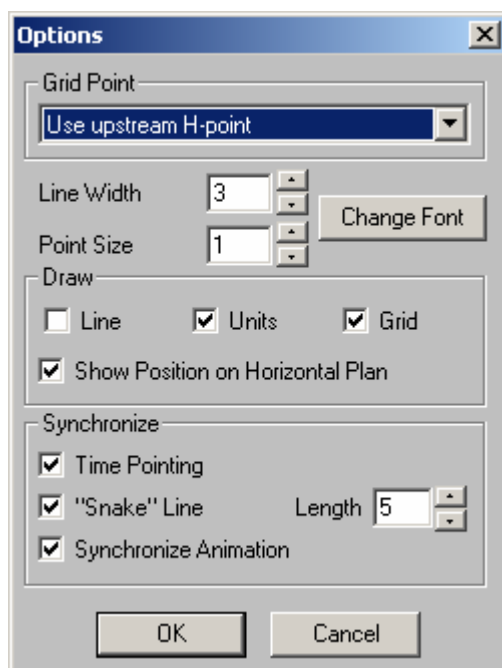 Options
Grid Point
Use upstream H-point
Line Width 3
Change Font
Point Size 1
Draw
Line Units Grid
Show Position on Horizontal Plan
Synchronize
Time Pointing
"Snake" Line Length 5
Synchronize Animation
OK Cancel